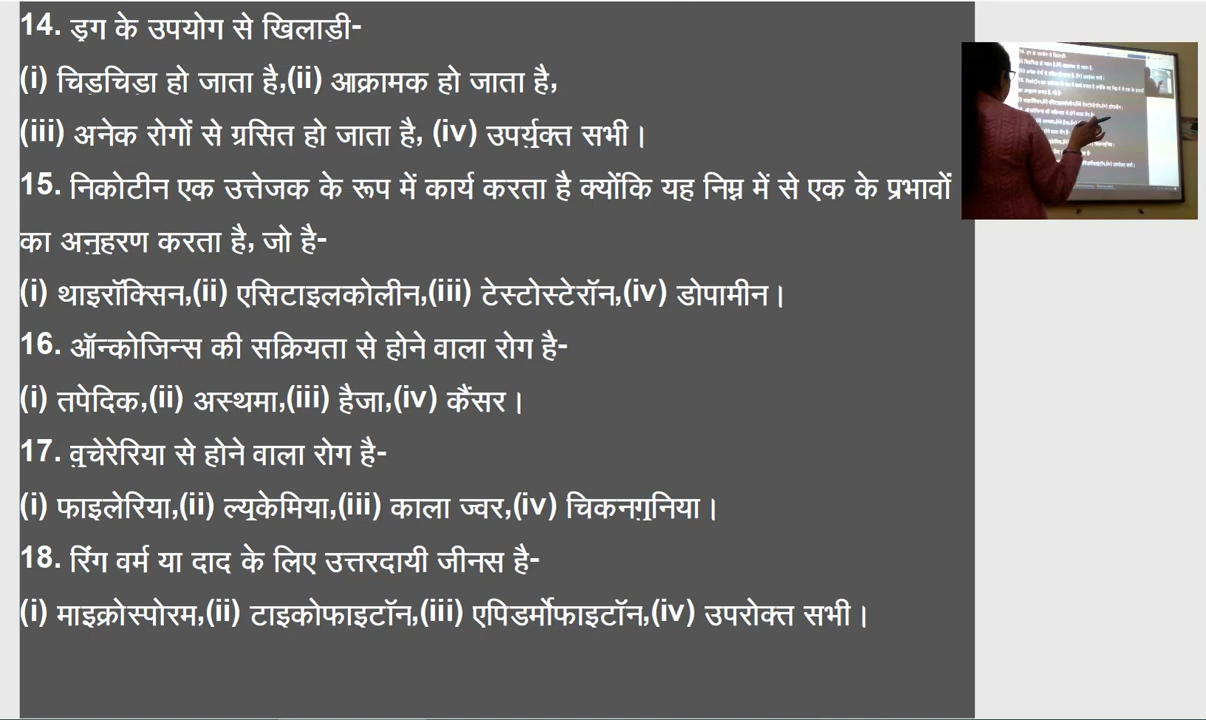 14. ड्रग के उपयोग से खिलाड़ी-
(i) चिड़चिड़ा हो जाता है,(ii) आक्रामक हो जाता है,
(iii) अनेक रोगों से ग्रसित हो जाता है, (iv) उपर्युक्त सभी।
15. निकोटीन एक उत्तेजक के रूप में कार्य करता है क्योंकि यह निम्न में से एक के प्रभावों
का अनुहरण करता है, जो है-
(i) थाइरॉक्सिन,(ii) एसिटाइलकोलीन,(iii) टेस्टोस्टेरॉन,(iv) डोपामीन।
16. ऑन्कोजिन्स की सक्रियता से होने वाला रोग है-
(i) तपेदिक,(ii) अस्थमा,(iii) हैजा,(iv) कैंसर।
17. वुचेरेरिया से होने वाला रोग है-
(i) फाइलेरिया,(ii) ल्यूकेमिया,(iii) काला ज्वर,(iv) चिकनगुनिया।
18. रिंग वर्म या दाद के लिए उत्तरदायी जीनस है-
(i) माइक्रोस्पोरम,(ii) टाइकोफाइटॉन,(iii) एपिडर्मोफाइटॉन,(iv) उपरोक्त सभी।